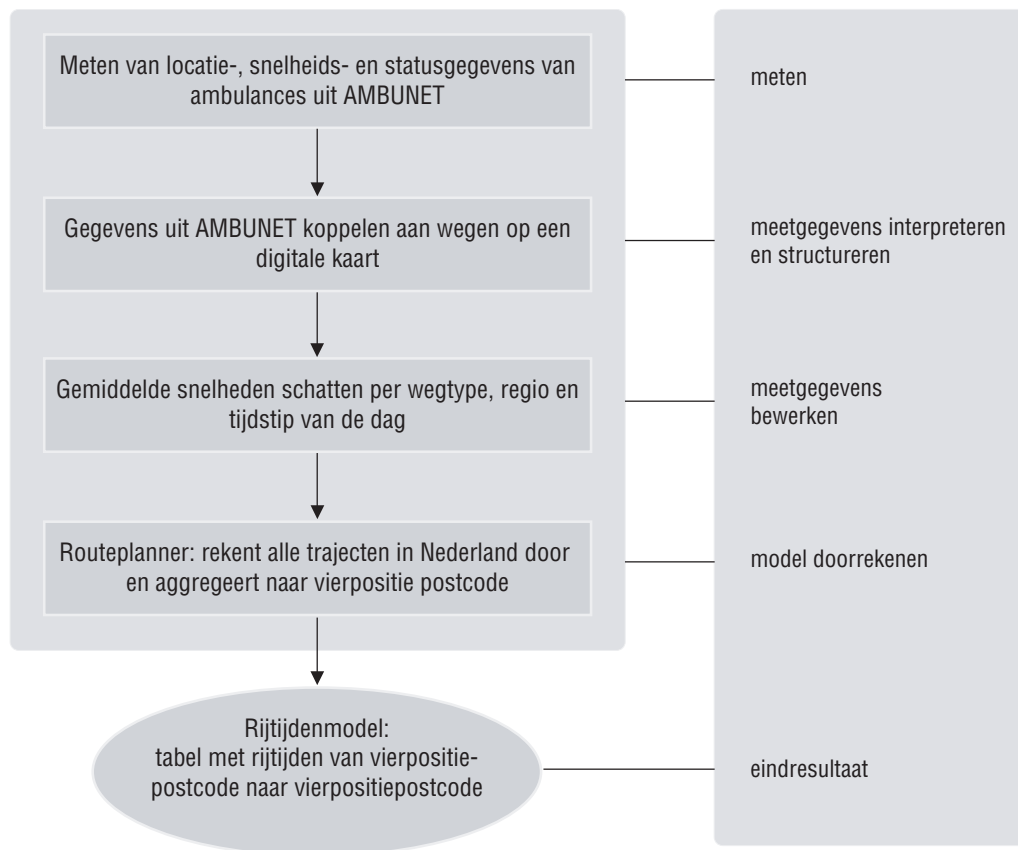 Meten van locatie-, snelheids- en statusgegevens van
ambulances uit AMBUNET
meten
Gegevens uit AMBUNET koppelen aan wegen op een
digitale kaart
meetgegevens interpreteren
en structureren
Gemiddelde snelheden schatten per wegtype, regio en
tijdstip van de dag
meetgegevens
bewerken
Routeplanner: rekent alle trajecten in Nederland door
en aggregeert naar vierpositie postcode
model doorrekenen
Rijtijdenmodel:
tabel met rijtijden van vierpositie-
postcode naar vierpositiepostcode
eindresultaat